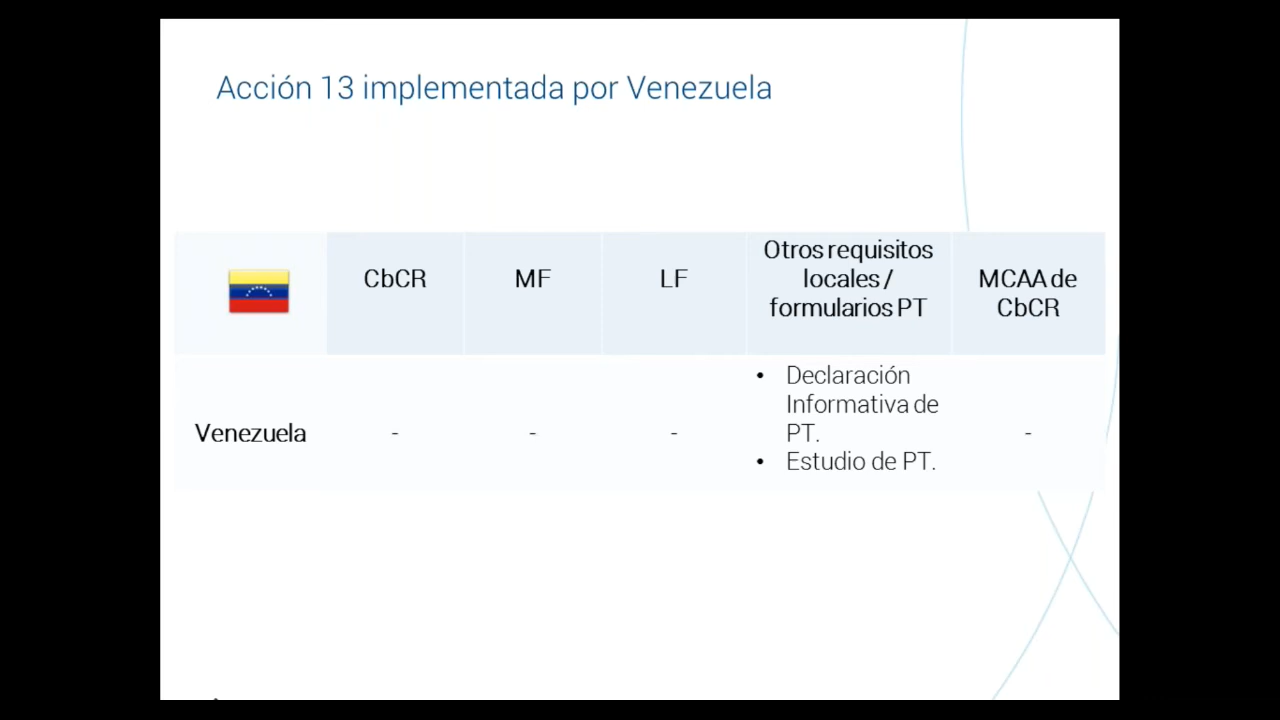 Acción 13 implementada por Venezuela
CbCR
MF
LF
Otros requisitos
locales /
formularios PT
MCAA de
CbCR
Venezuela
-
-
-
• Declaración
Informativa de
PT.
• Estudio de PT.
-